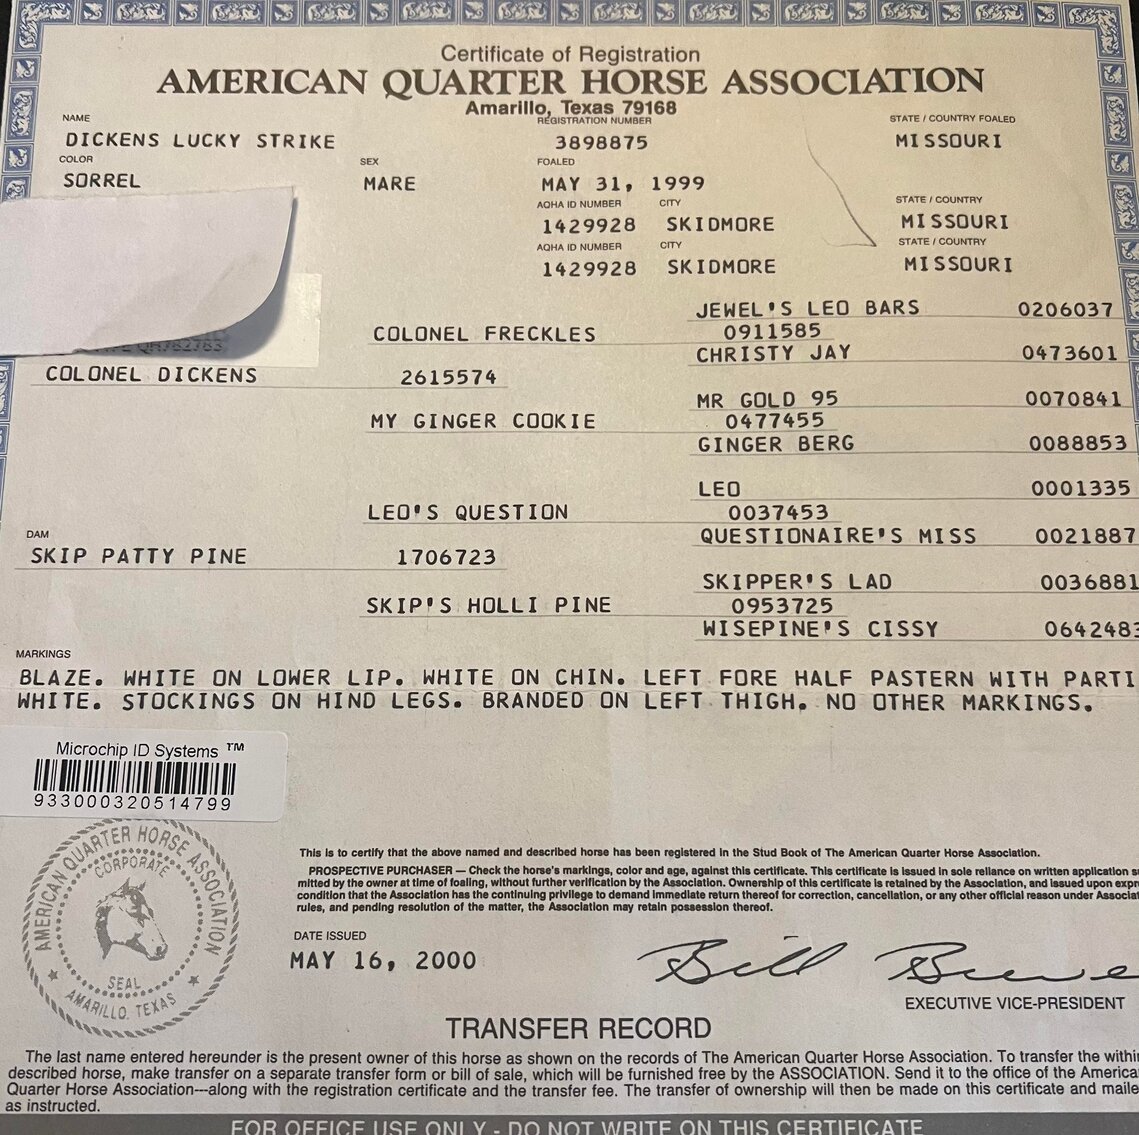 Certificate of Registration
AMERICAN QUARTER HORSE ASSOCIATION
Amarillo, Texas 79168
NAME REGISTRATION NUMBER STATE / COUNTRY FOALED
DICKENS LUCKY STRIKE 3898875 MISSOURI
COLOR SEX FOALED
SORREL MARE MAY 31, 1999
AQHA ID NUMBER CITY STATE / COUNTRY
1429928 SKIDMORE MISSOURI
AQHA ID NUMBER CITY STATE / COUNTRY
1429928 SKIDMORE MISSOURI
JEWEL'S LEO BARS 0206037
COLONEL FRECKLES 0911585
CHRISTY JAY 0473601
COLONEL DICKENS 2615574
MR GOLD 95 0070841
MY GINGER COOKIE 0477455
GINGER BERG 0088853
LEO 0001335
LEO'S QUESTION 0037453
DAM
QUESTIONAIRE'S MISS 0021887
SKIP PATTY PINE 1706723
SKIPPER'S LAD 0036881
SKIP'S HOLLI PINE 0953725
WISEPINE'S CISSY 0642483
MARKINGS
BLAZE. WHITE ON LOWER LIP. WHITE ON CHIN. LEFT FORE HALF PASTERN WITH PARTI
WHITE. STOCKINGS ON HIND LEGS. BRANDED ON LEFT THIGH. NO OTHER MARKINGS.
Microchip ID Systems ™
933000320514799
AMERICAN QUARTER HORSE ASSOCIATION
CORPORATE
SEAL
AMARILLO, TEXAS
This is to certify that the above named and described horse has been registered in the Stud Book of The American Quarter Horse Association.
PROSPECTIVE PURCHASER — Check the horse's markings, color and age, against this certificate. This certificate is issued in sole reliance on written application su
mitted by the owner at time of foaling, without further verification by the Association. Ownership of this certificate is retained by the Association, and issued upon expr
condition that the Association has the continuing privilege to demand immediate return thereof for correction, cancellation, or any other official reason under Associat
rules, and pending resolution of the matter, the Association may retain possession thereof.
DATE ISSUED
MAY 16, 2000
Bill Brewe
EXECUTIVE VICE-PRESIDENT
TRANSFER RECORD
The last name entered hereunder is the present owner of this horse as shown on the records of The American Quarter Horse Association. To transfer the withi
described horse, make transfer on a separate transfer form or bill of sale, which will be furnished free by the ASSOCIATION. Send it to the office of the America
Quarter Horse Association---along with the registration certificate and the transfer fee. The transfer of ownership will then be made on this certificate and maile
as instructed.
FOR OFFICE USE ONLY - DO NOT WRITE ON THIS CERTIFICATE